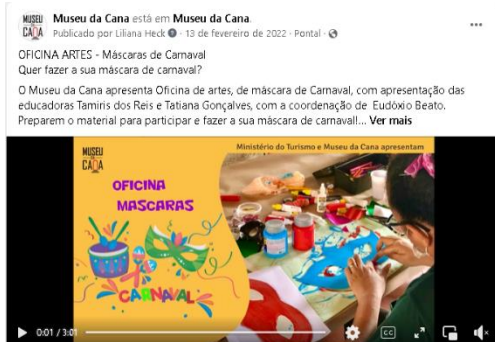 MUSEU
DA
CANA
Museu da Cana está em Museu da Cana.
Publicado por Liliana Heck · 13 de fevereiro de 2022 · Pontal ·
OFICINA ARTES - Máscaras de Carnaval
Quer fazer a sua máscara de carnaval?
O Museu da Cana apresenta Oficina de artes, de máscara de Carnaval, com apresentação das
educadoras Tamiris dos Reis e Tatiana Gonçalves, com a coordenação de Eudóxio Beato.
Preparem o material para participar e fazer a sua máscara de carnaval!... Ver mais
MUSEU
DA
CANA
Ministério do Turismo e Museu da Cana apresentam
OFICINA
MASCARAS
CARNAVAL
0:01 / 3:01
CC